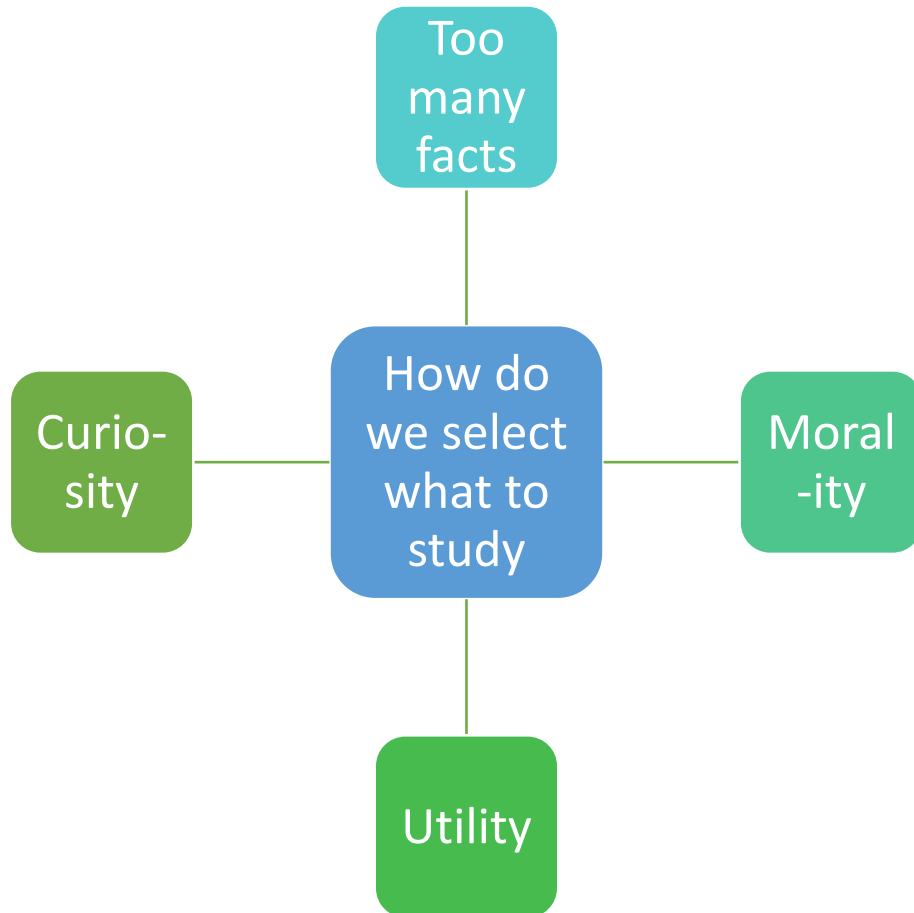 Too
many
facts
Curio-
sity
How do
we select
what to
study
Moral
-ity
Utility